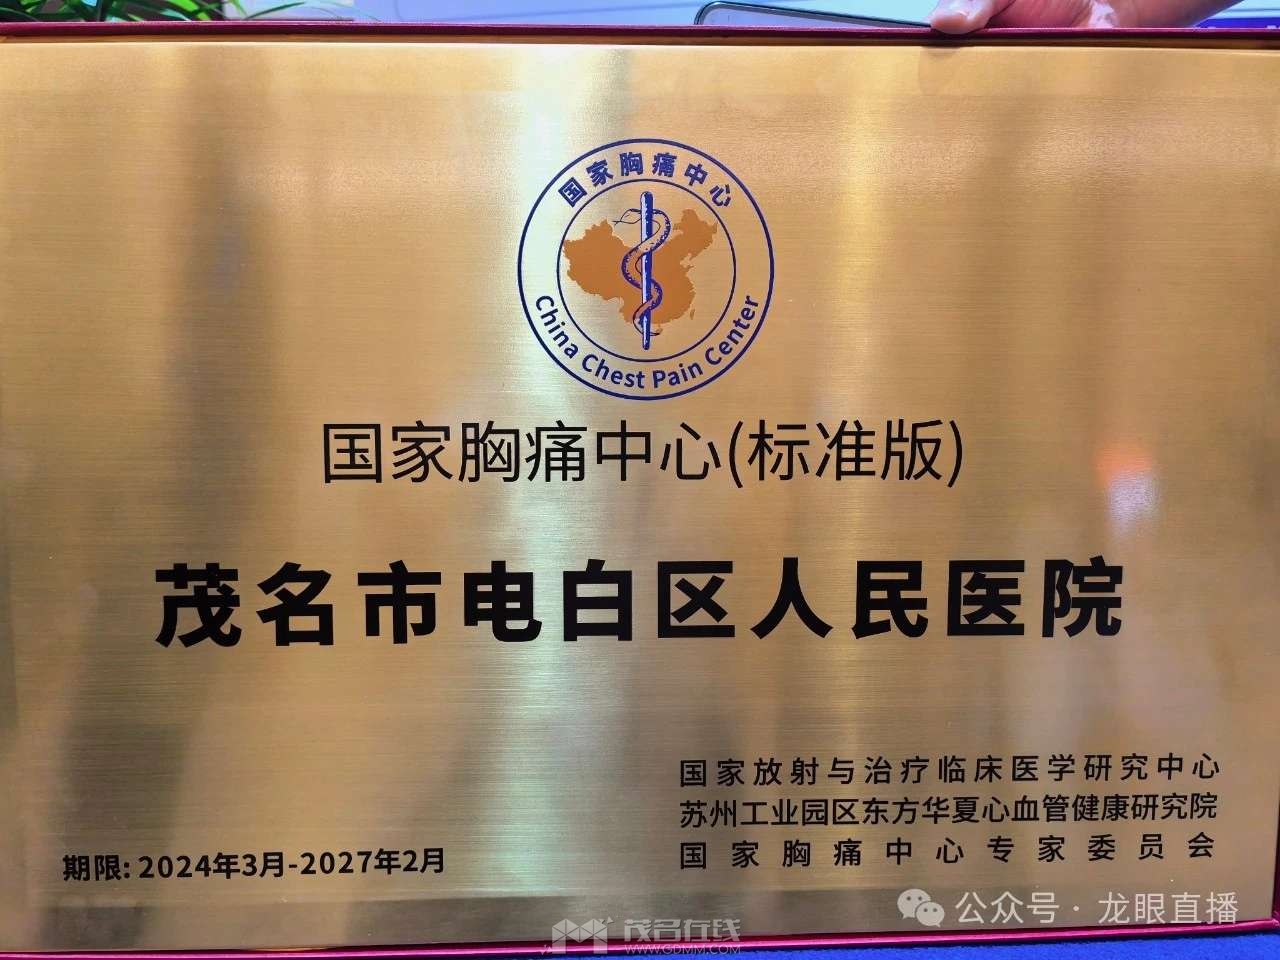 国家胸痛中心
China Chest Pain Center
国家胸痛中心(标准版)
茂名市电白区人民医院
国家放射与治疗临床医学研究中心
苏州工业园区东方华夏心血管健康研究院
国家胸痛中心专家委员会
期限: 2024年3月-2027年2月
公众号 · 龙眼直播
茂名在线
WWW.GDMM.COM